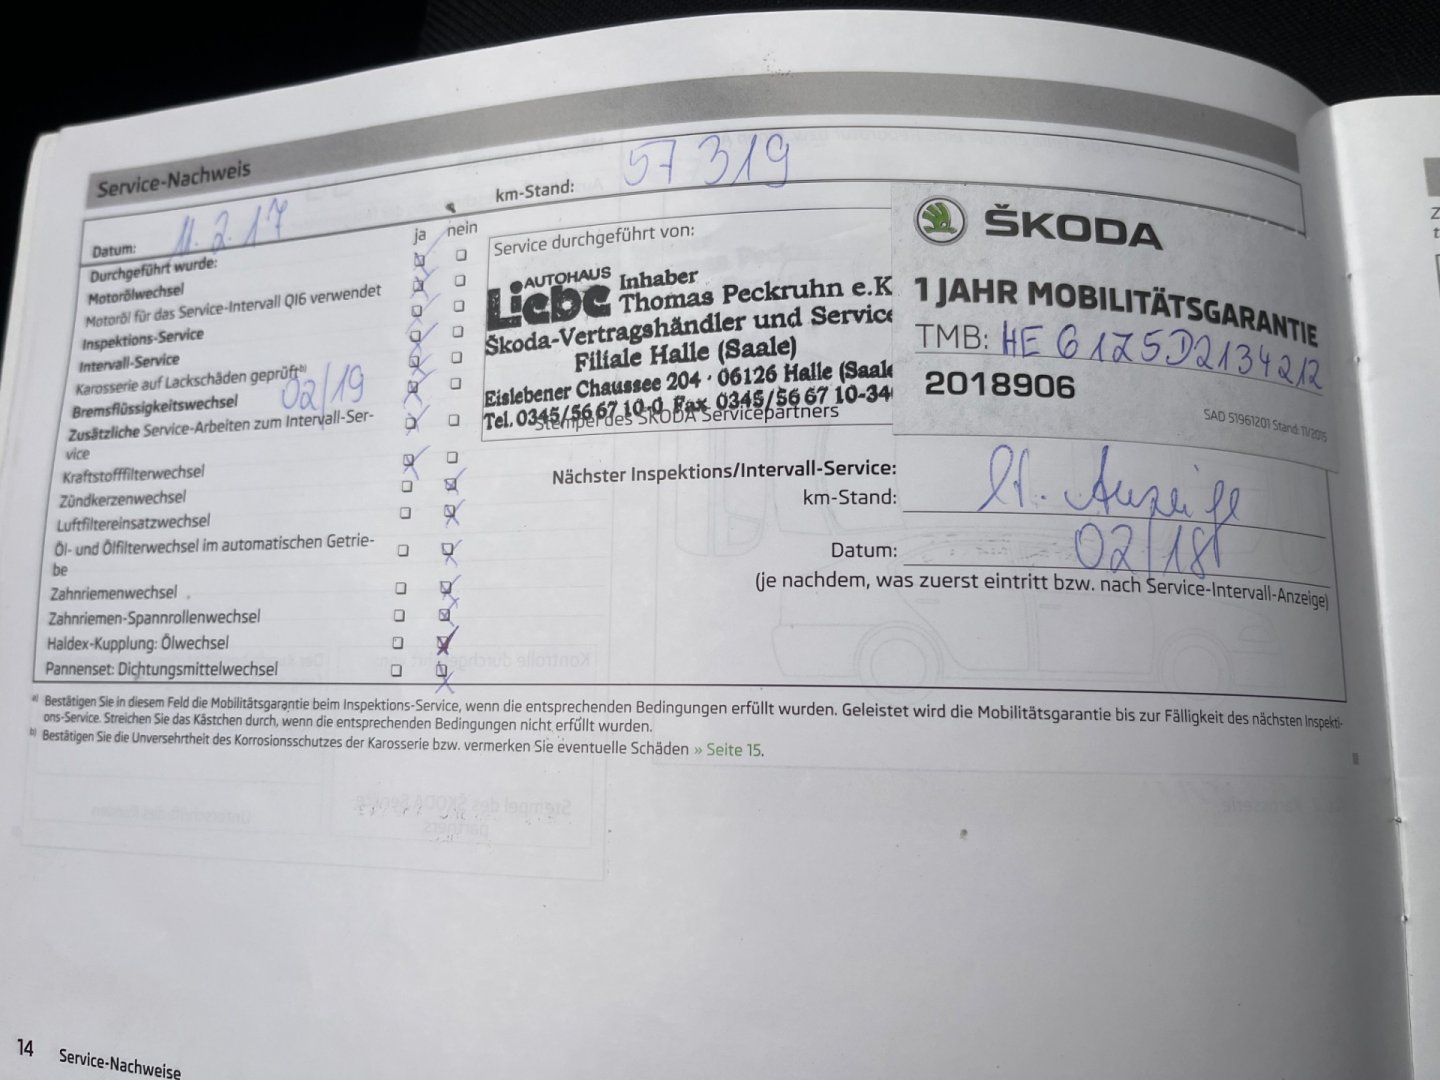 Service-Nachweis
Datum: 11.2.17
km-Stand: 57 319
ja nein
Durchgeführt wurde:
Motorölwechsel
Motoröl für das Service-Intervall QI6 verwendet
Inspektions-Service
Intervall-Service
Karosserie auf Lackschäden geprüft b)
Bremsflüssigkeitswechsel 02/19
Zusätzliche Service-Arbeiten zum Intervall-Ser-
vice
Kraftstofffilterwechsel
Zündkerzenwechsel
Luftfiltereinsatzwechsel
Öl- und Ölfilterwechsel im automatischen Getrie-
be
Zahnriemenwechsel
Zahnriemen-Spannrollenwechsel
Haldex-Kupplung: Ölwechsel
Pannenset: Dichtungsmittelwechsel
Service durchgeführt von:
AUTOHAUS
Liebe
Inhaber
Thomas Peckruhn e.K
Škoda-Vertragshändler und Service
Filiale Halle (Saale)
Eislebener Chaussee 204 · 06126 Halle (Saale
Tel. 0345/56 67 10-0 Fax 0345/56 67 10-34
Stempel des ŠKODA Servicepartners
ŠKODA
1 JAHR MOBILITÄTSGARANTIE
TMB: HE G 1Z5D2134212
2018906
SAD 51961201 Stand: 11/2015
Nächster Inspektions/Intervall-Service:
km-Stand: lt. Anzeige
Datum: 02/18
(je nachdem, was zuerst eintritt bzw. nach Service-Intervall-Anzeige)
a) Bestätigen Sie in diesem Feld die Mobilitätsgarantie beim Inspektions-Service, wenn die entsprechenden Bedingungen erfüllt wurden. Geleistet wird die Mobilitätsgarantie bis zur Fälligkeit des nächsten Inspekti-
ons-Service. Streichen Sie das Kästchen durch, wenn die entsprechenden Bedingungen nicht erfüllt wurden.
b) Bestätigen Sie die Unversehrtheit des Korrosionsschutzes der Karosserie bzw. vermerken Sie eventuelle Schäden » Seite 15.
14 Service-Nachweise